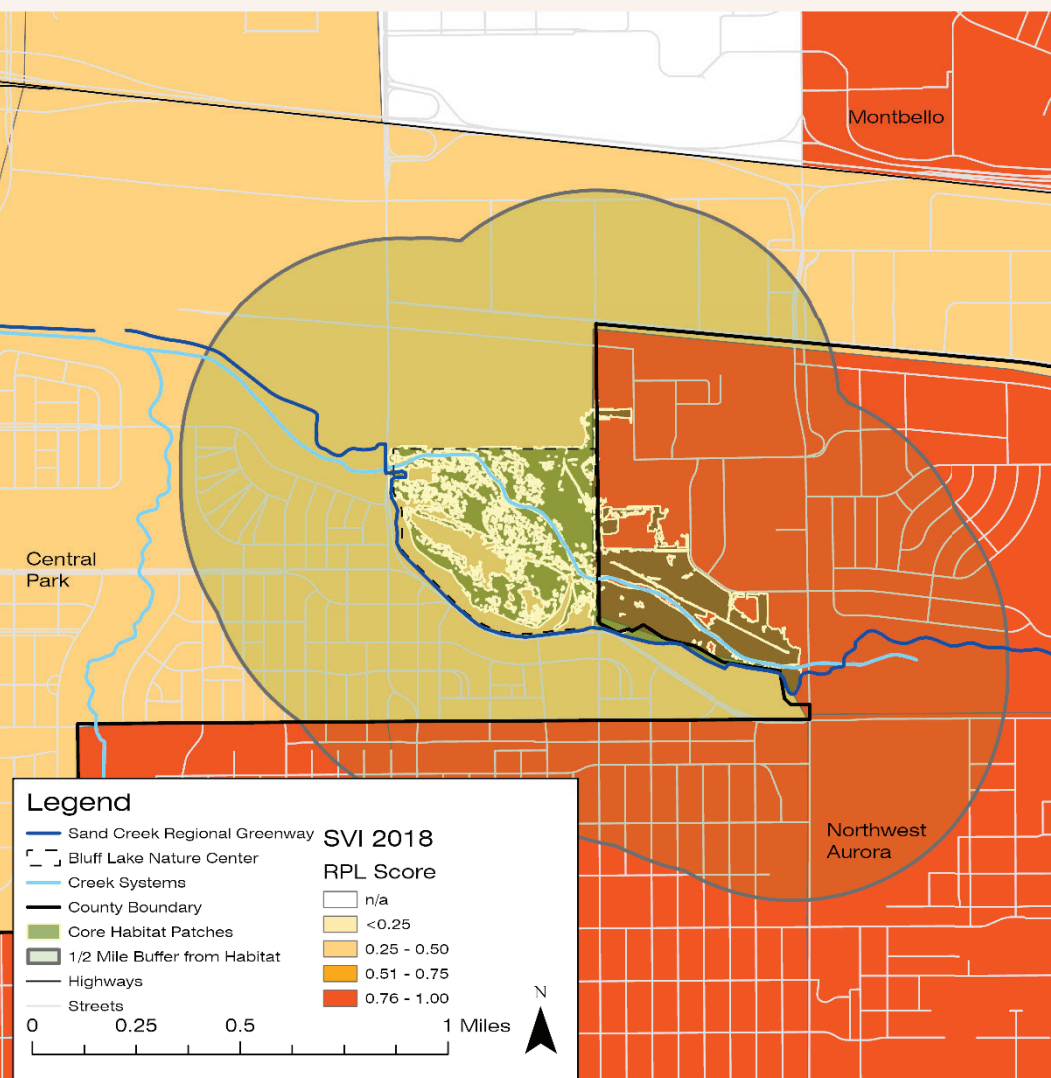 Montbello
Central
Park
Northwest
Aurora
Legend
Sand Creek Regional Greenway
Bluff Lake Nature Center
Creek Systems
County Boundary
Core Habitat Patches
1/2 Mile Buffer from Habitat
Highways
Streets
SVI 2018
RPL Score
n/a
<0.25
0.25 - 0.50
0.51 - 0.75
0.76 - 1.00
0 0.25 0.5 1 Miles
N